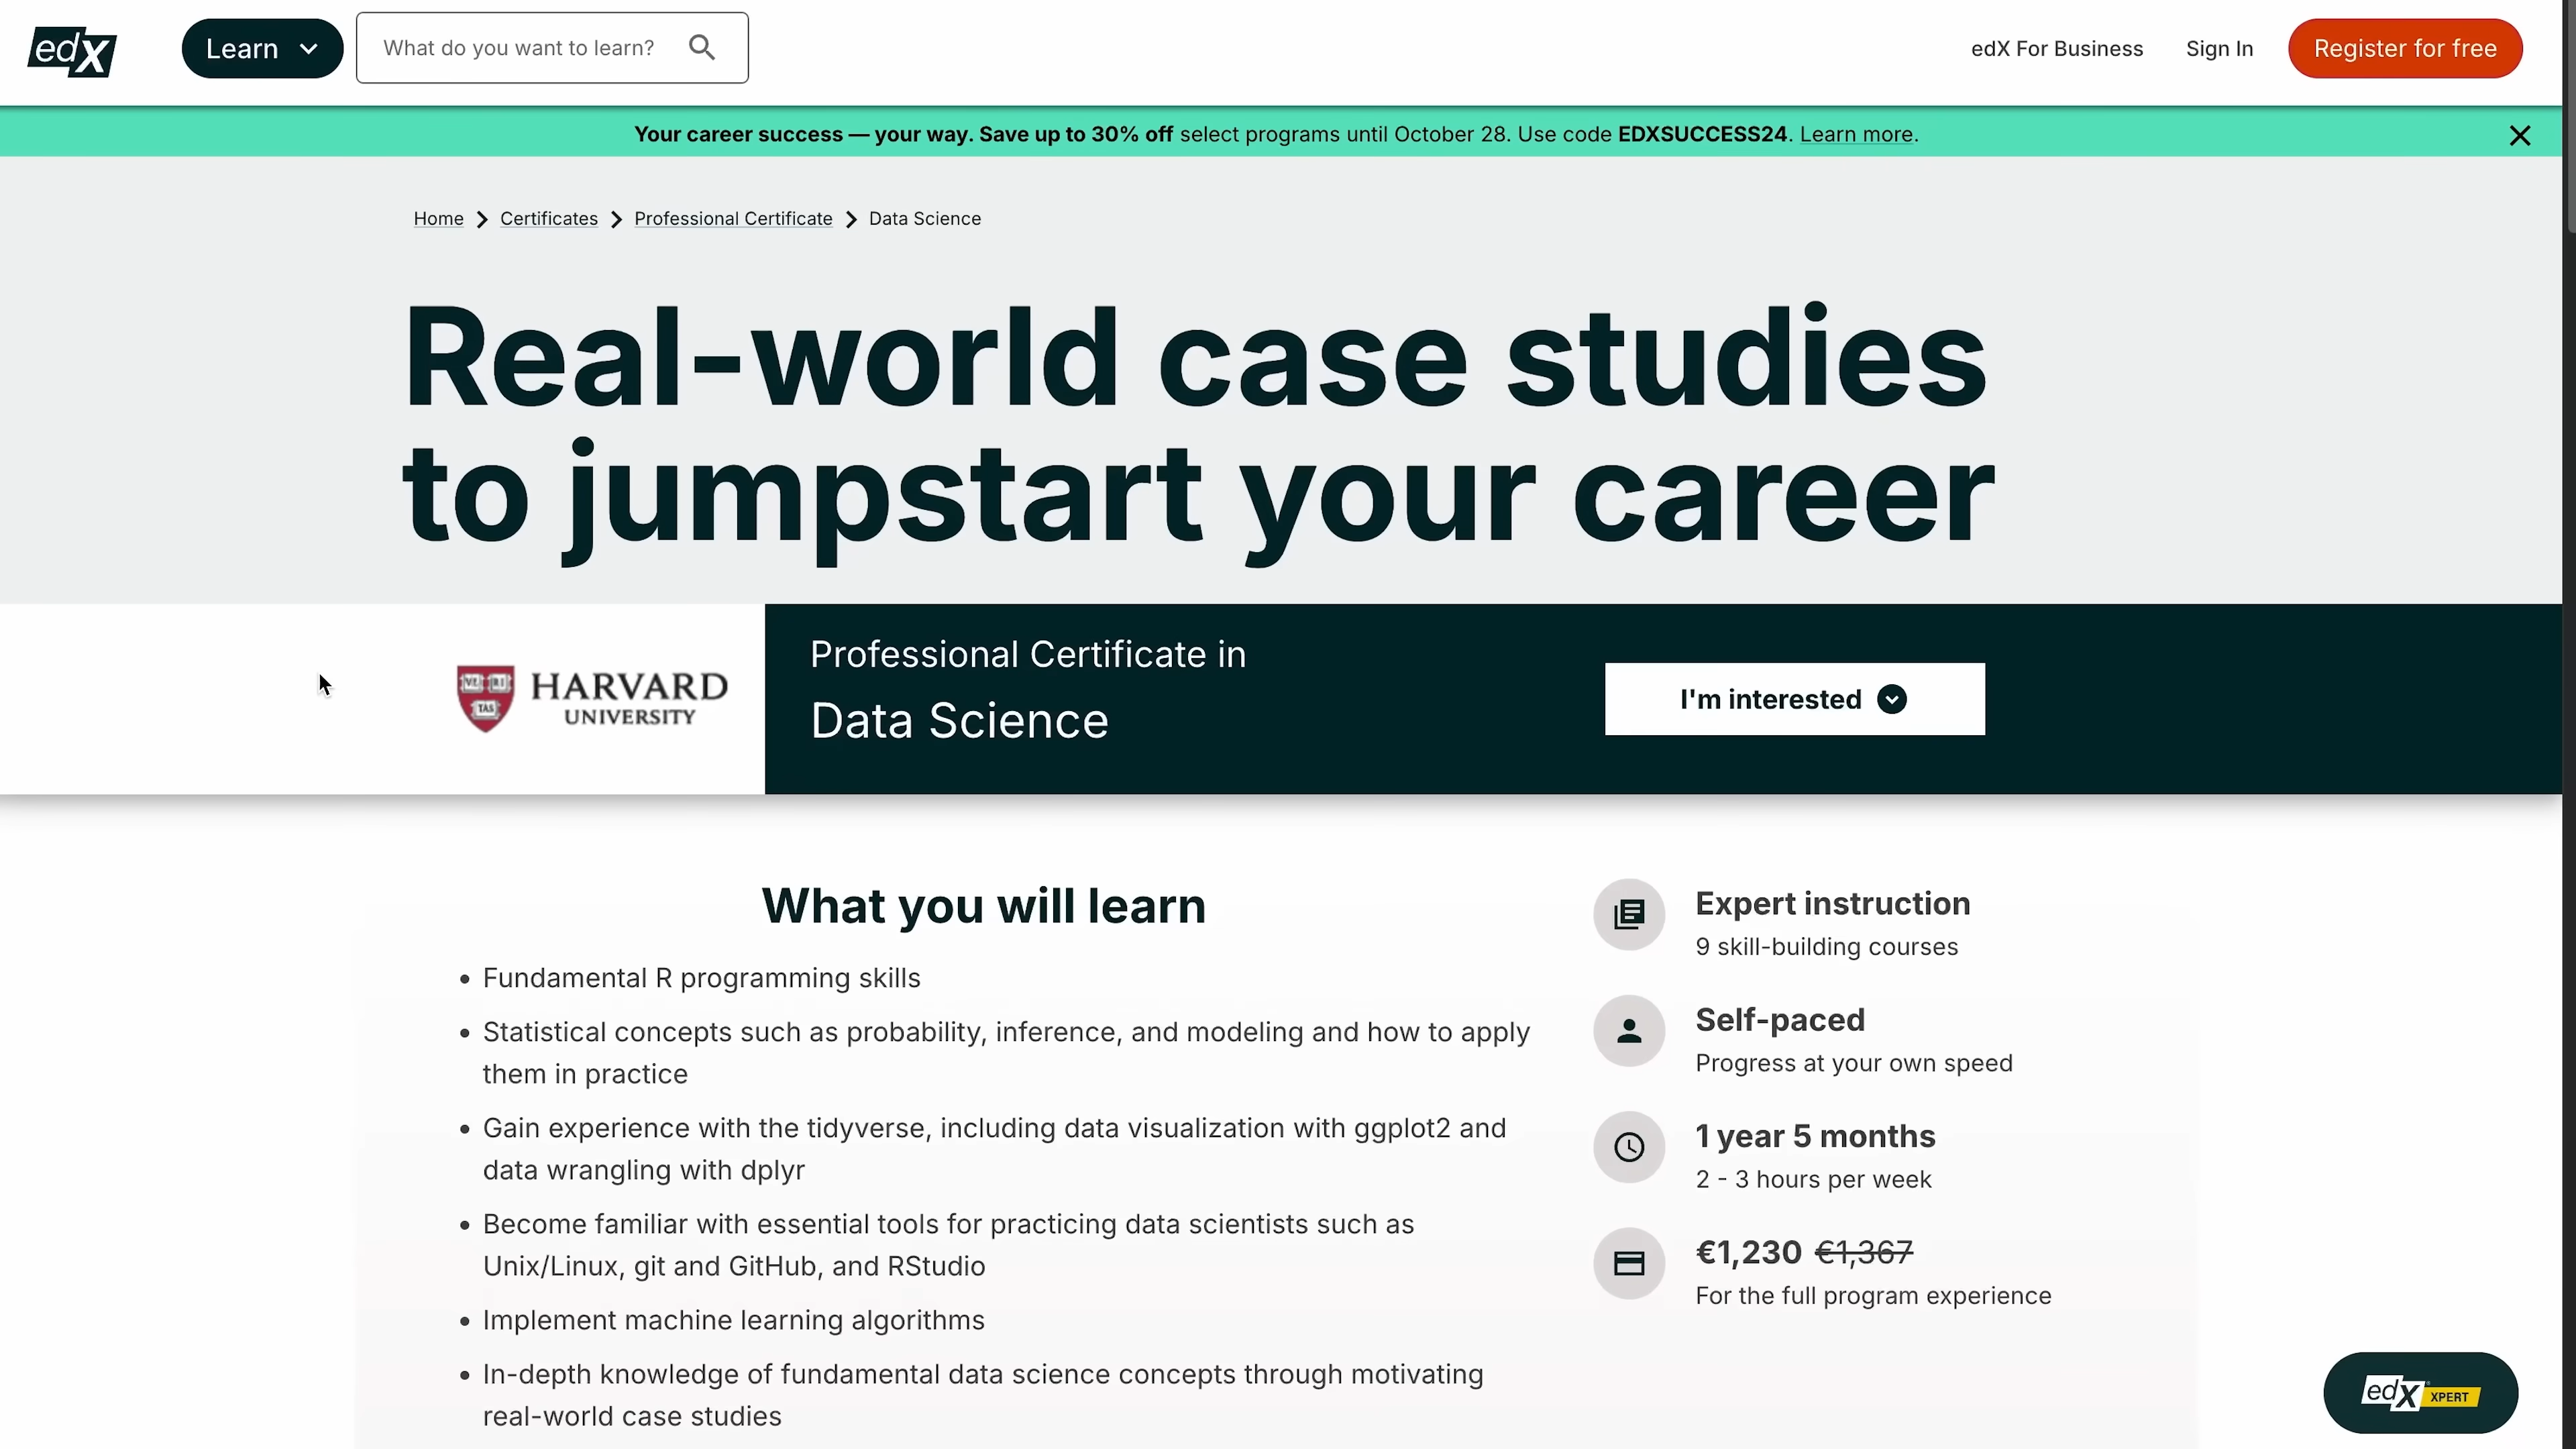 edX
Learn
What do you want to learn?
edX For Business
Sign In
Register for free
Your career success — your way. Save up to 30% off select programs until October 28. Use code EDXSUCCESS24. Learn more.
Home
Certificates
Professional Certificate
Data Science
Real-world case studies
to jumpstart your career
VE RI TAS
HARVARD
UNIVERSITY
Professional Certificate in
Data Science
I'm interested
What you will learn
• Fundamental R programming skills
• Statistical concepts such as probability, inference, and modeling and how to apply
them in practice
• Gain experience with the tidyverse, including data visualization with ggplot2 and
data wrangling with dplyr
• Become familiar with essential tools for practicing data scientists such as
Unix/Linux, git and GitHub, and RStudio
• Implement machine learning algorithms
• In-depth knowledge of fundamental data science concepts through motivating
real-world case studies
Expert instruction
9 skill-building courses
Self-paced
Progress at your own speed
1 year 5 months
2 - 3 hours per week
€1,230 €1,367
For the full program experience
edX XPERT